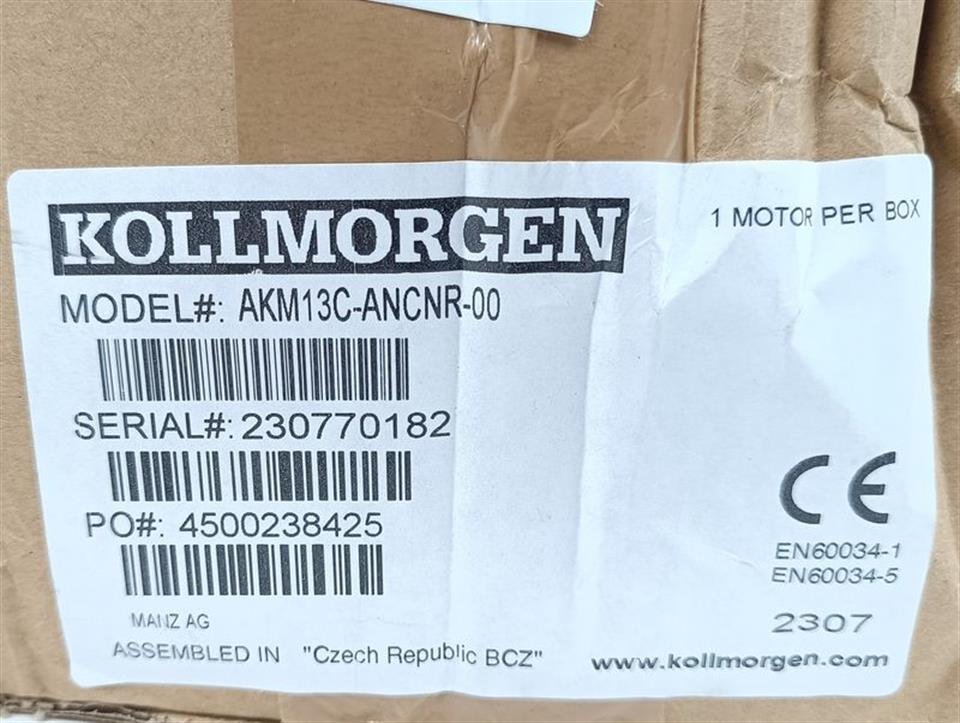 KOLLMORGEN
1 MOTOR PER BOX
MODEL#: AKM13C-ANCNR-00
SERIAL#: 230770182
PO#: 4500238425
CE
EN60034-1
EN60034-5
MANZ AG
2307
ASSEMBLED IN "Czech Republic BCZ"
www.kollmorgen.com